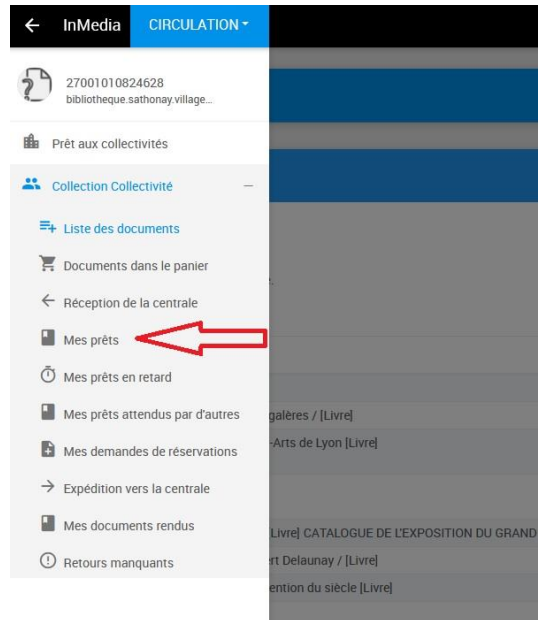 InMedia CIRCULATION
27001010824628
bibliotheque.sathonay.village...
Prêt aux collectivités
Collection Collectivité
Liste des documents
Documents dans le panier
Réception de la centrale
Mes prêts
Mes prêts en retard
Mes prêts attendus par d'autres
galères / [Livre]
-Arts de Lyon [Livre]
Mes demandes de réservations
Expédition vers la centrale
Mes documents rendus
[Livre] CATALOGUE DE L'EXPOSITION DU GRAND
Retours manquants
ert Delaunay / [Livre]
ention du siècle [Livre]